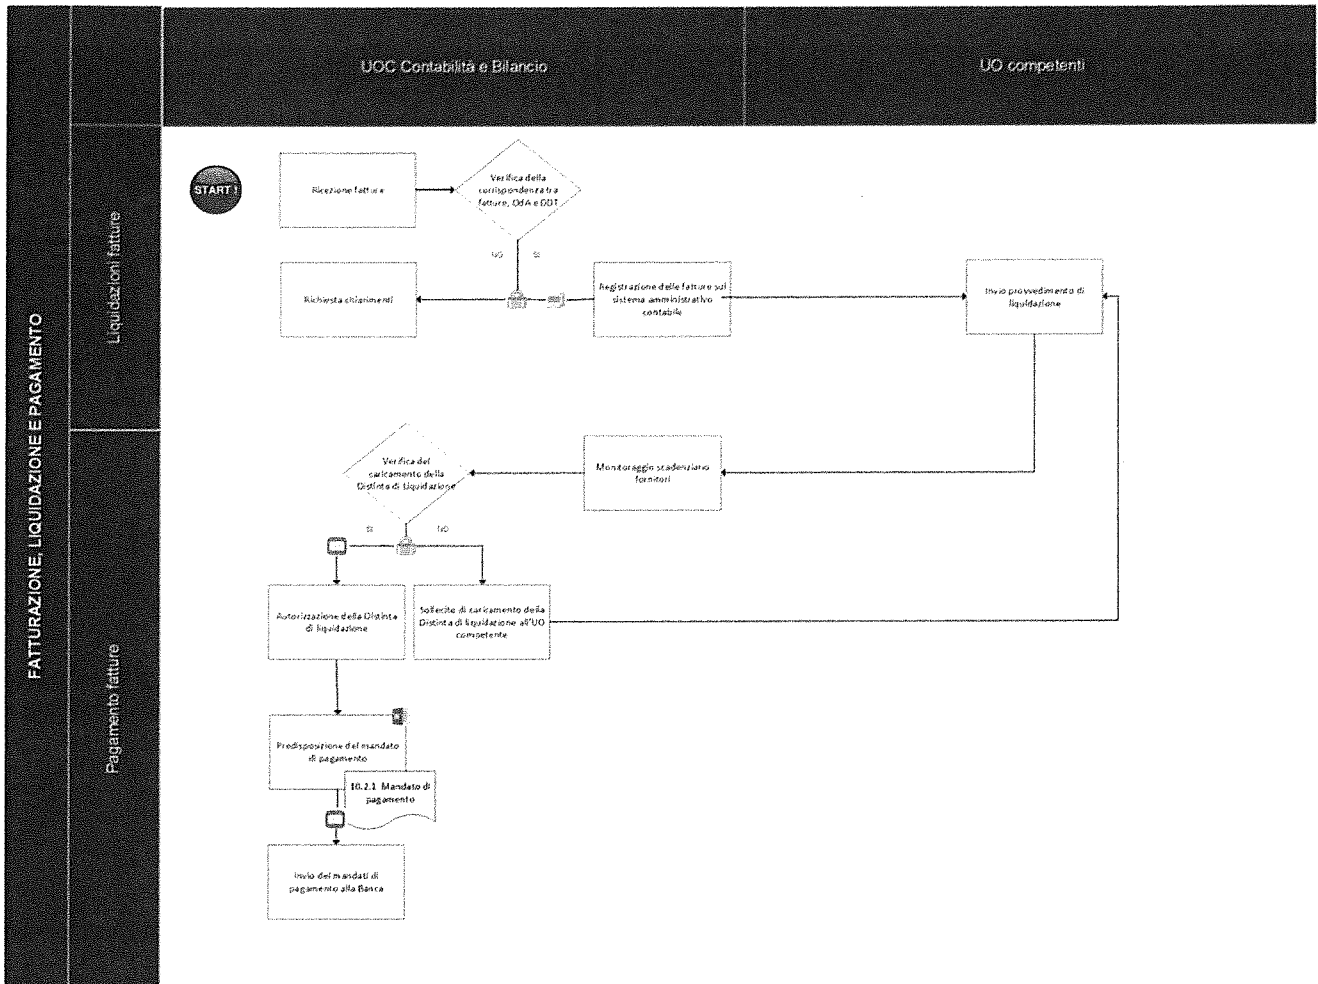 UOC Contabilità e Bilancio
UO competenti
FATTURAZIONE, LIQUIDAZIONE E PAGAMENTO
Liquidazioni fatture
START !
Ricezione fatture
Verifica della
corrispondenza tra
fatture, OdA e DDT
NO
SI
Richiesta chiarimenti
Registrazione delle fatture sul
sistema amministrativo
contabile
Invio provvedimento di
liquidazione
Pagamento fatture
Verifica del
caricamento della
Distinta di Liquidazione
Monitoraggio scadenziario
fornitori
SI
NO
Autorizzazione della Distinta
di liquidazione
Sollecito di caricamento della
Distinta di liquidazione all'UO
competente
Predisposizione del mandato
di pagamento
10.2.1 Mandato di
pagamento
Invio dei mandati di
pagamento alla Banca